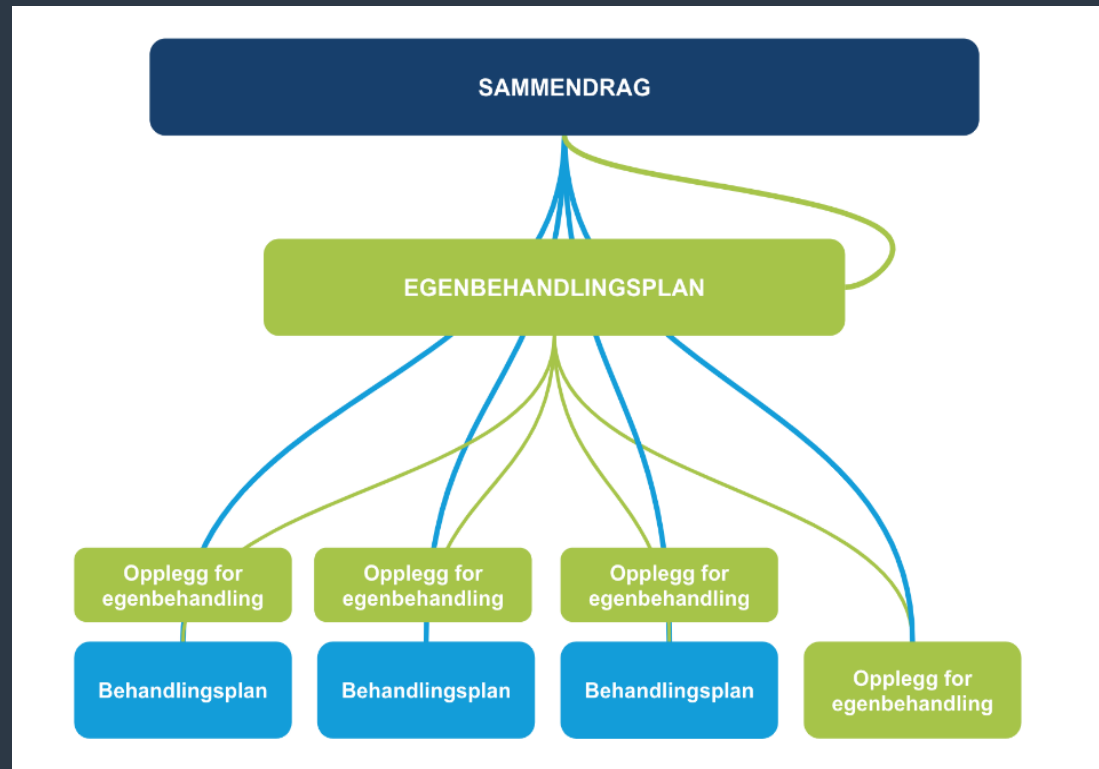 SAMMENDRAG
EGENBEHANDLINGSPLAN
Opplegg for
egenbehandling
Opplegg for
egenbehandling
Opplegg for
egenbehandling
Behandlingsplan
Behandlingsplan
Behandlingsplan
Opplegg for
egenbehandling